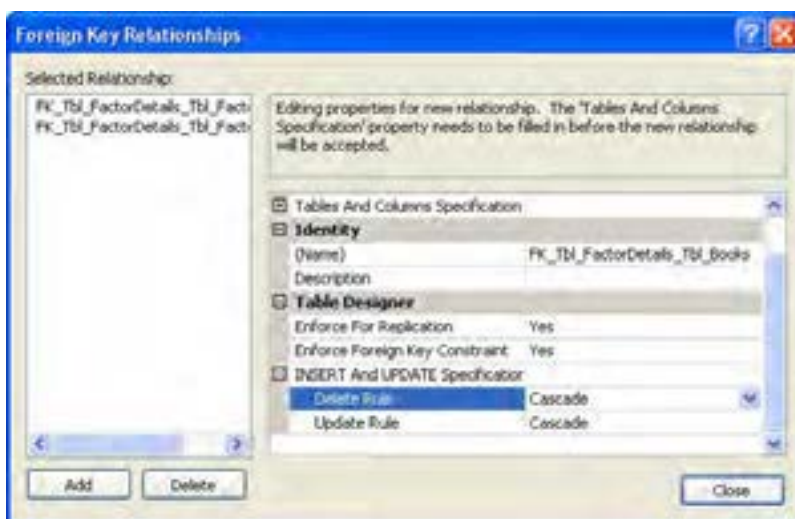 Foreign Key Relationships
Selected Relationship:
FK_Tbl_FactorDetails_Tbl_Fact
FK_Tbl_FactorDetails_Tbl_Fact
Editing properties for new relationship. The 'Tables And Columns
Specification' property needs to be filled in before the new relationship
will be accepted.
Tables And Columns Specification
Identity
(Name) FK_Tbl_FactorDetails_Tbl_Books
Description
Table Designer
Enforce For Replication Yes
Enforce Foreign Key Constraint Yes
INSERT And UPDATE Specification
Delete Rule Cascade
Update Rule Cascade
Add Delete
Close